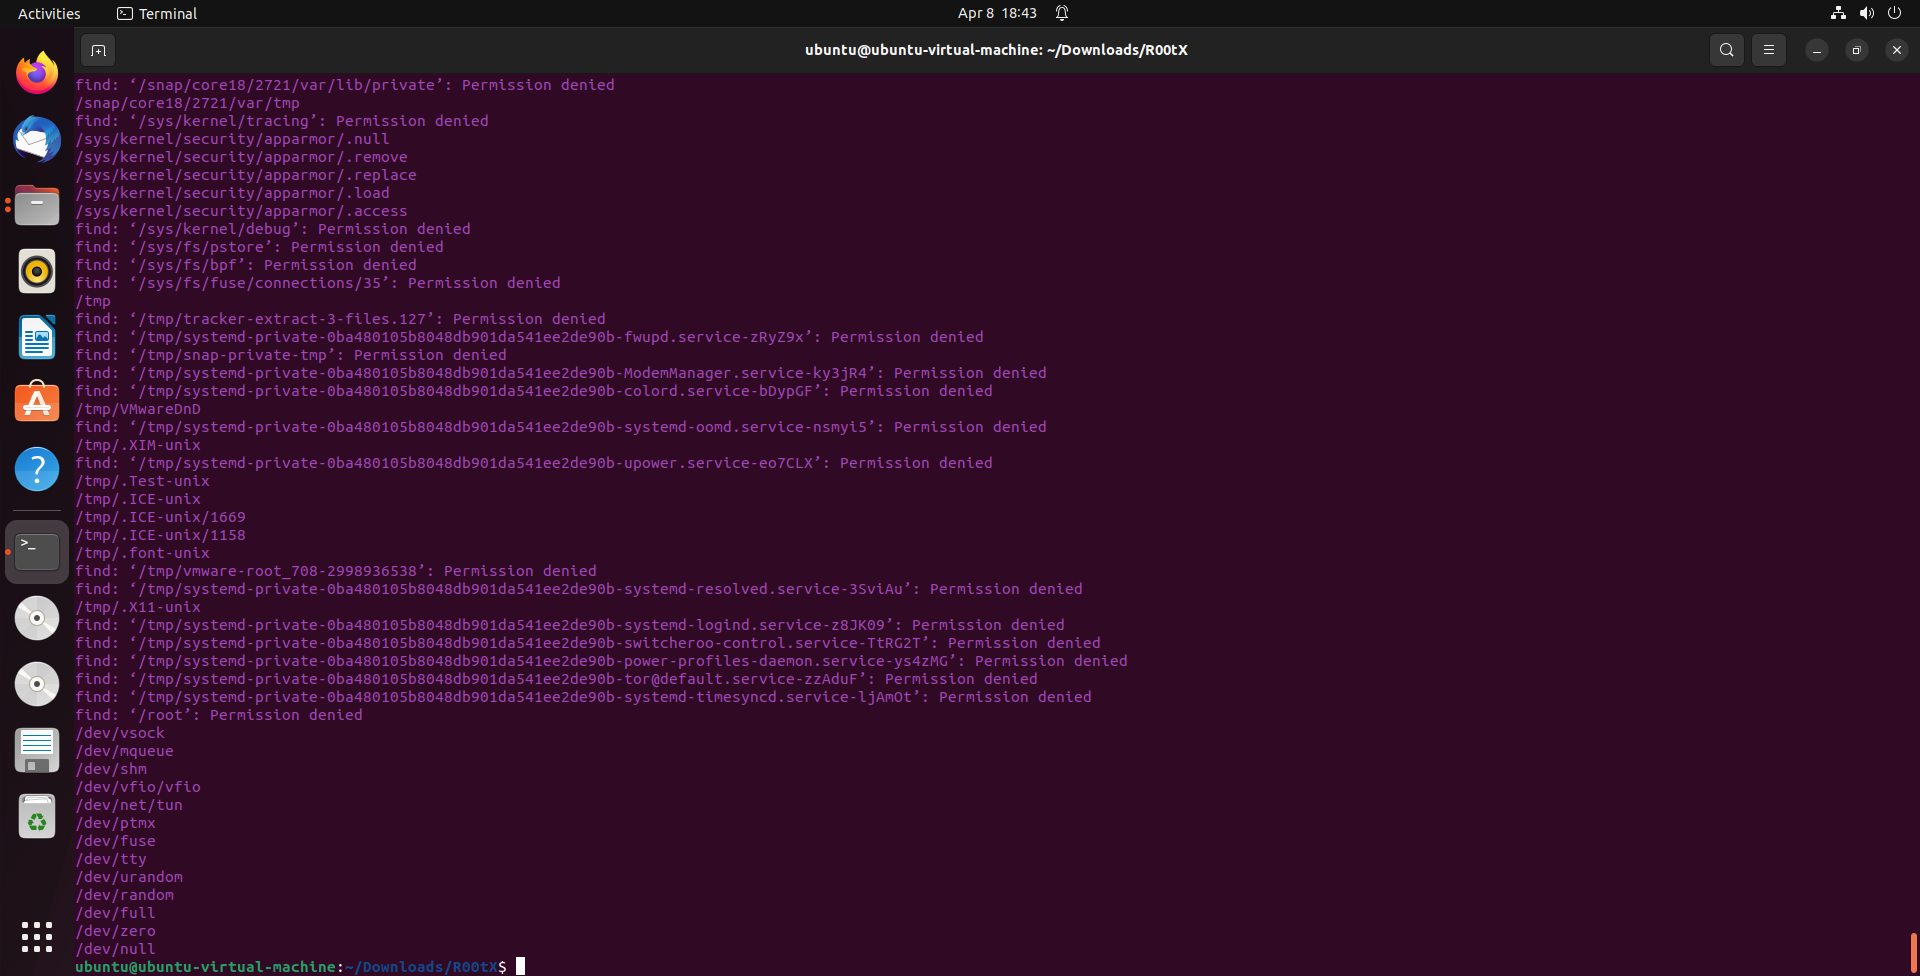 Activities
Terminal
Apr 8 18:43
ubuntu@ubuntu-virtual-machine: ~/Downloads/R00tX
find: ‘/snap/core18/2721/var/lib/private’: Permission denied
/snap/core18/2721/var/tmp
find: ‘/sys/kernel/tracing’: Permission denied
/sys/kernel/security/apparmor/.null
/sys/kernel/security/apparmor/.remove
/sys/kernel/security/apparmor/.replace
/sys/kernel/security/apparmor/.load
/sys/kernel/security/apparmor/.access
find: ‘/sys/kernel/debug’: Permission denied
find: ‘/sys/fs/pstore’: Permission denied
find: ‘/sys/fs/bpf’: Permission denied
find: ‘/sys/fs/fuse/connections/35’: Permission denied
/tmp
find: ‘/tmp/tracker-extract-3-files.127’: Permission denied
find: ‘/tmp/systemd-private-0ba480105b8048db901da541ee2de90b-fwupd.service-zRyZ9x’: Permission denied
find: ‘/tmp/snap-private-tmp’: Permission denied
find: ‘/tmp/systemd-private-0ba480105b8048db901da541ee2de90b-ModemManager.service-ky3jR4’: Permission denied
find: ‘/tmp/systemd-private-0ba480105b8048db901da541ee2de90b-colord.service-bDypGF’: Permission denied
/tmp/VMwareDnD
find: ‘/tmp/systemd-private-0ba480105b8048db901da541ee2de90b-systemd-oomd.service-nsmyi5’: Permission denied
/tmp/.XIM-unix
find: ‘/tmp/systemd-private-0ba480105b8048db901da541ee2de90b-upower.service-eo7CLX’: Permission denied
/tmp/.Test-unix
/tmp/.ICE-unix
/tmp/.ICE-unix/1669
/tmp/.ICE-unix/1158
/tmp/.font-unix
find: ‘/tmp/vmware-root_708-2998936538’: Permission denied
find: ‘/tmp/systemd-private-0ba480105b8048db901da541ee2de90b-systemd-resolved.service-3SviAu’: Permission denied
/tmp/.X11-unix
find: ‘/tmp/systemd-private-0ba480105b8048db901da541ee2de90b-systemd-logind.service-z8JK09’: Permission denied
find: ‘/tmp/systemd-private-0ba480105b8048db901da541ee2de90b-switcheroo-control.service-TtRG2T’: Permission denied
find: ‘/tmp/systemd-private-0ba480105b8048db901da541ee2de90b-power-profiles-daemon.service-ys4zMG’: Permission denied
find: ‘/tmp/systemd-private-0ba480105b8048db901da541ee2de90b-tor@default.service-zzAduF’: Permission denied
find: ‘/tmp/systemd-private-0ba480105b8048db901da541ee2de90b-systemd-timesyncd.service-ljAmOt’: Permission denied
find: ‘/root’: Permission denied
/dev/vsock
/dev/mqueue
/dev/shm
/dev/vfio/vfio
/dev/net/tun
/dev/ptmx
/dev/fuse
/dev/tty
/dev/urandom
/dev/random
/dev/full
/dev/zero
/dev/null
ubuntu@ubuntu-virtual-machine:~/Downloads/R00tX$